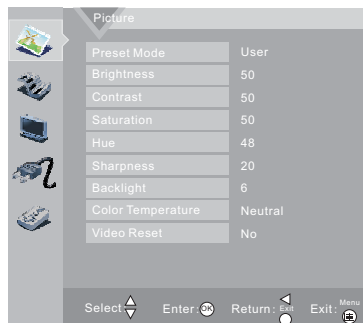 Picture
Preset Mode User
Brightness 50
Contrast 50
Saturation 50
Hue 48
Sharpness 20
Backlight 6
Color Temperature Neutral
Video Reset No
Select Enter: OK Return: Exit Exit: Menu